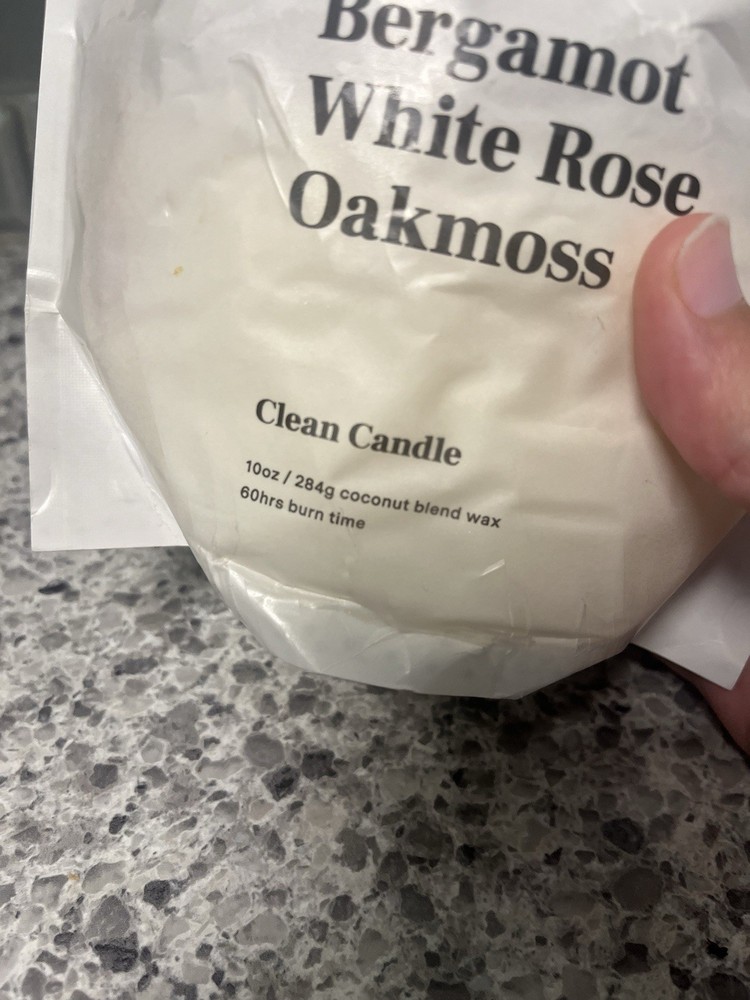 Bergamot
White Rose
Oakmoss
Clean Candle
10oz / 284g coconut blend wax
60hrs burn time